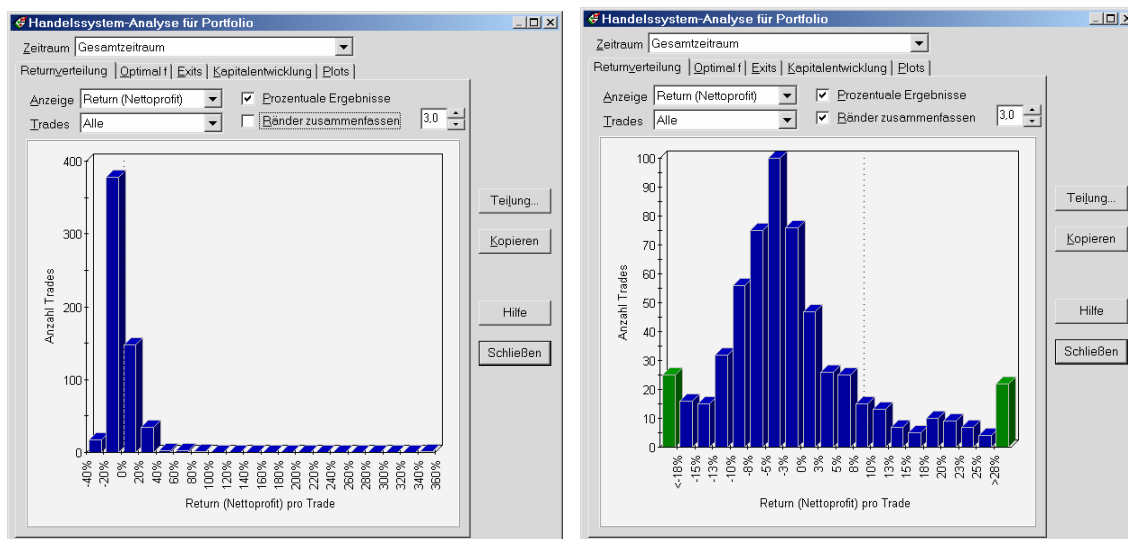 Handelssystem-Analyse für Portfolio
Zeitraum Gesamtzeitraum
Returnverteilung Optimal f Exits Kapitalentwicklung Plots
Anzeige Return (Nettoprofit) Prozentuale Ergebnisse
Trades Alle Ränder zusammenfassen 3,0
400
300
200
100
0
Anzahl Trades
-40% -20% 0% 20% 40% 60% 80% 100% 120% 140% 160% 180% 200% 220% 240% 260% 280% 300% 320% 340% 360%
Return (Nettoprofit) pro Trade
Teilung...
Kopieren
Hilfe
Schließen
Handelssystem-Analyse für Portfolio
Zeitraum Gesamtzeitraum
Returnverteilung Optimal f Exits Kapitalentwicklung Plots
Anzeige Return (Nettoprofit) Prozentuale Ergebnisse
Trades Alle Ränder zusammenfassen 3,0
100
90
80
70
60
50
40
30
20
10
0
Anzahl Trades
<-18% -15% -13% -10% -8% -5% -3% 0% 3% 5% 8% 10% 13% 15% 18% 20% 23% 25% >28%
Return (Nettoprofit) pro Trade
Teilung...
Kopieren
Hilfe
Schließen